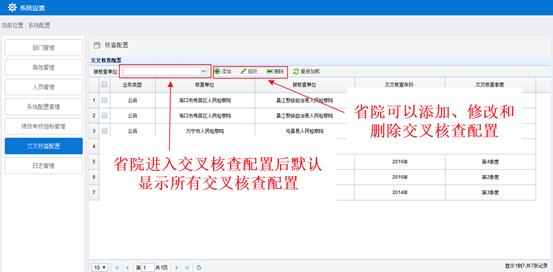 系统设置
当前位置：系统配置
部门管理
角色管理
人员管理
系统配置管理
绩效考核指标管理
交叉核查配置
日志管理
核查配置
交叉核查配置
被核查单位 添加 修改 删除 重新加载
业务类型 核查单位 被核查单位 交叉核查年份 交叉核查季度
1 公诉 海口市秀英区人民检察院 昌江黎族自治县人民检察院
2 公诉 海口市秀英区人民检察院 昌江黎族自治县人民检察院
3 公诉 万宁市人民检察院 屯昌县人民检察院
省院可以添加、修改和
删除交叉核查配置
4
5 2016年 第4季度
6 2016年 第2季度
7 2014年 第3季度
省院进入交叉核查配置后默认
显示所有交叉核查配置
10 第 1 共1页 显示1到7,共7条记录